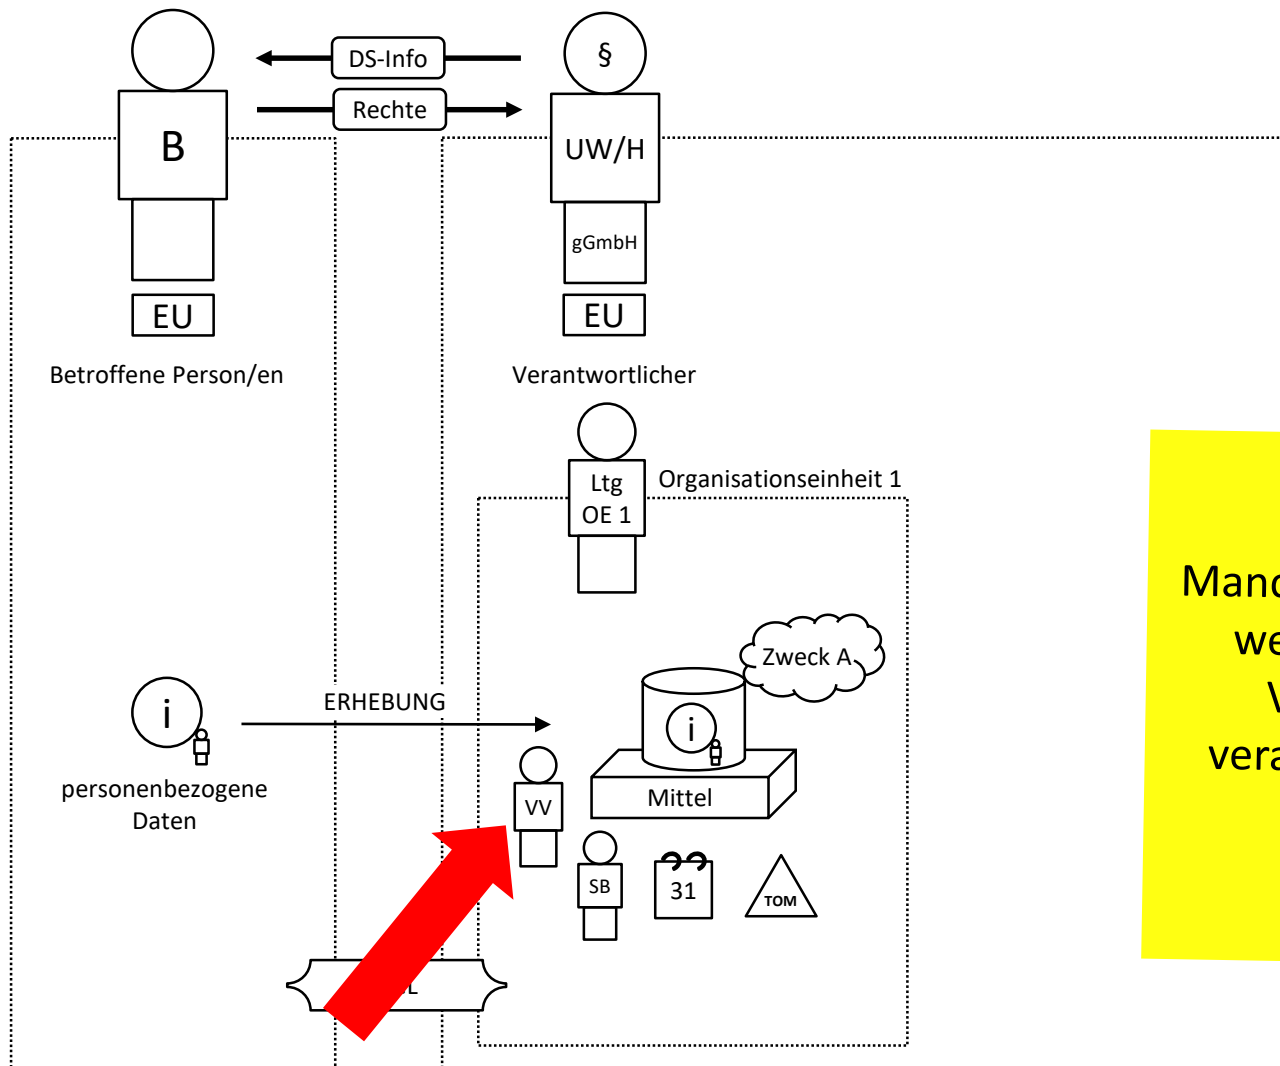 DS-Info
§
Rechte
B
UW/H
gGmbH
EU
EU
Betroffene Person/en
Verantwortlicher
Ltg
OE 1
Organisationseinheit 1
Zweck A
i
ERHEBUNG
i
personenbezogene
Daten
Mittel
VV
SB
31
TOM